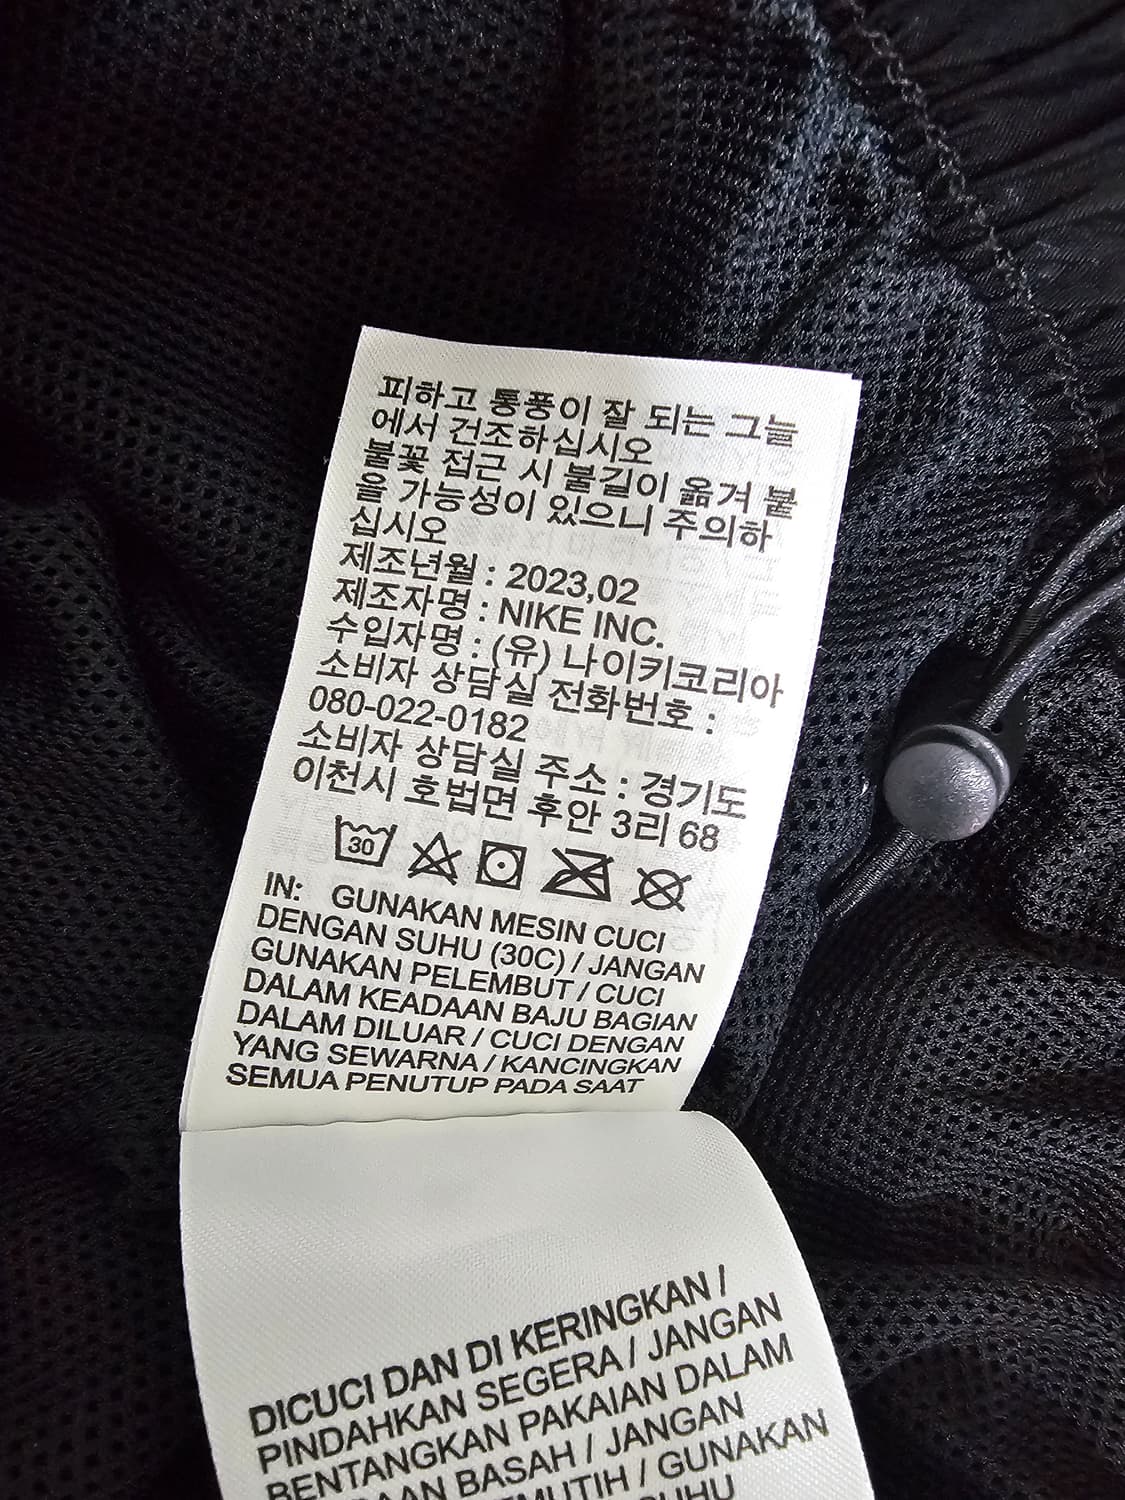 피하고 통풍이 잘 되는 그늘
에서 건조하십시오
불꽃 접근 시 불길이 옮겨 붙
을 가능성이 있으니 주의하
십시오
제조년월 : 2023,02
제조자명 : NIKE INC.
수입자명 : (유) 나이키코리아
소비자 상담실 전화번호 :
080-022-0182
소비자 상담실 주소 : 경기도
이천시 호법면 후안 3리 68
30
IN: GUNAKAN MESIN CUCI
DENGAN SUHU (30C) / JANGAN
GUNAKAN PELEMBUT / CUCI
DALAM KEADAAN BAJU BAGIAN
DALAM DILUAR / CUCI DENGAN
YANG SEWARNA / KANCINGKAN
SEMUA PENUTUP PADA SAAT
DICUCI DAN DI KERINGKAN /
PINDAHKAN SEGERA / JANGAN
BENTANGKAN PAKAIAN DALAM
BASAH / JANGAN
/ GUNAKAN